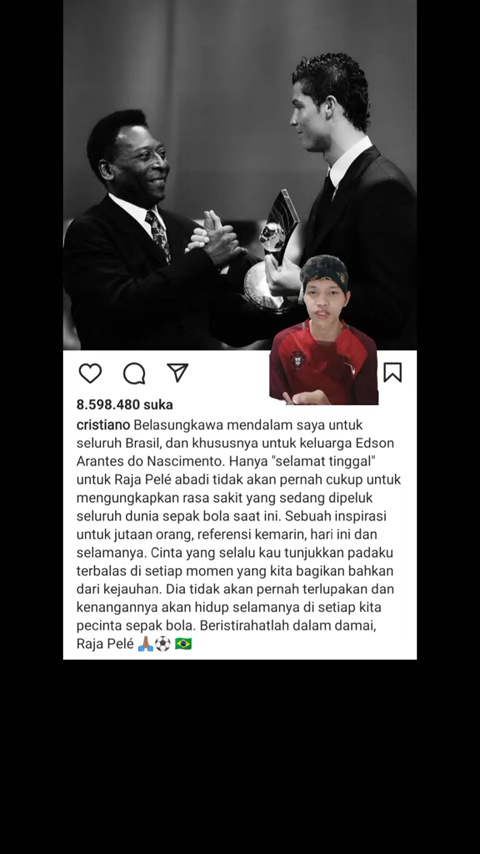 8.598.480 suka
cristiano Belasungkawa mendalam saya untuk
seluruh Brasil, dan khususnya untuk keluarga Edson
Arantes do Nascimento. Hanya "selamat tinggal"
untuk Raja Pelé abadi tidak akan pernah cukup untuk
mengungkapkan rasa sakit yang sedang dipeluk
seluruh dunia sepak bola saat ini. Sebuah inspirasi
untuk jutaan orang, referensi kemarin, hari ini dan
selamanya. Cinta yang selalu kau tunjukkan padaku
terbalas di setiap momen yang kita bagikan bahkan
dari kejauhan. Dia tidak akan pernah terlupakan dan
kenangannya akan hidup selamanya di setiap kita
pecinta sepak bola. Beristirahatlah dalam damai,
Raja Pelé 🙏🏽⚽🇧🇷